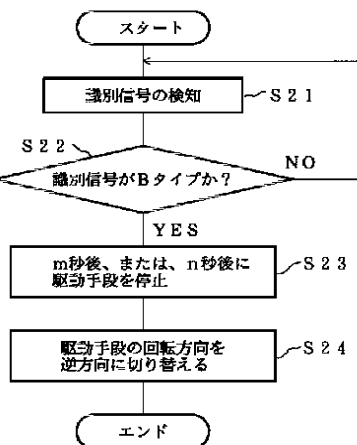 スタート
識別信号の検知
S21
S22
識別信号がBタイプか?
NO
YES
m秒後、または、n秒後に
駆動手段を停止
S23
駆動手段の回転方向を
逆方向に切り替える
S24
エンド